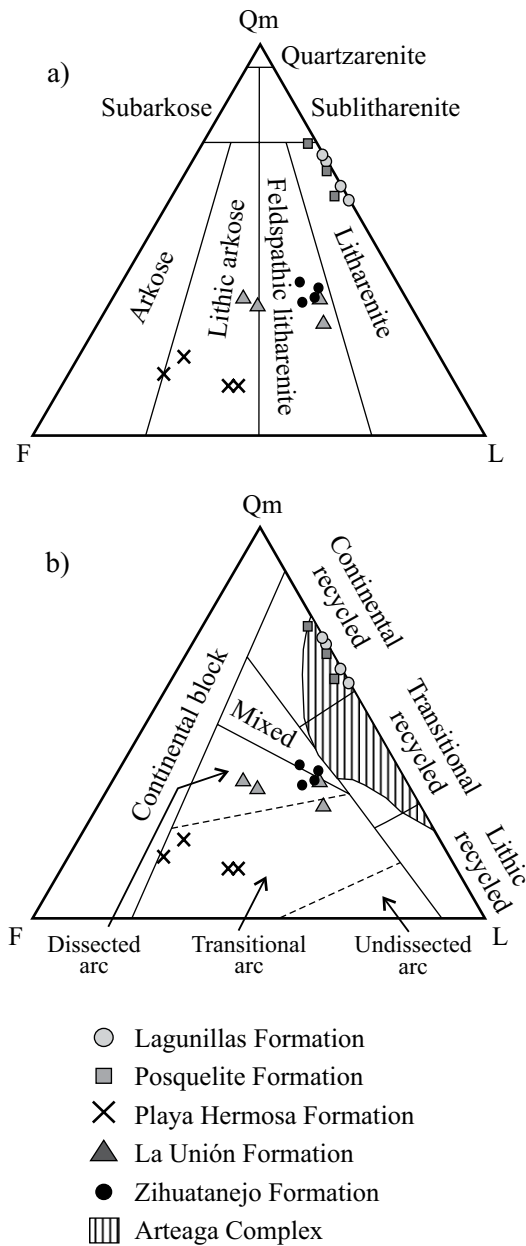 Qm
a)
Quartzarenite
Subarkose
Sublitharenite
Arkose
Lithic arkose
Feldspathic litharenite
Litharenite
F
L
Qm
b)
Continental
recycled
Transitional
recycled
Lithic
recycled
Continental block
Mixed
F
L
Dissected
arc
Transitional
arc
Undissected
arc
Lagunillas Formation
Posquelite Formation
Playa Hermosa Formation
La Unión Formation
Zihuatanejo Formation
Arteaga Complex